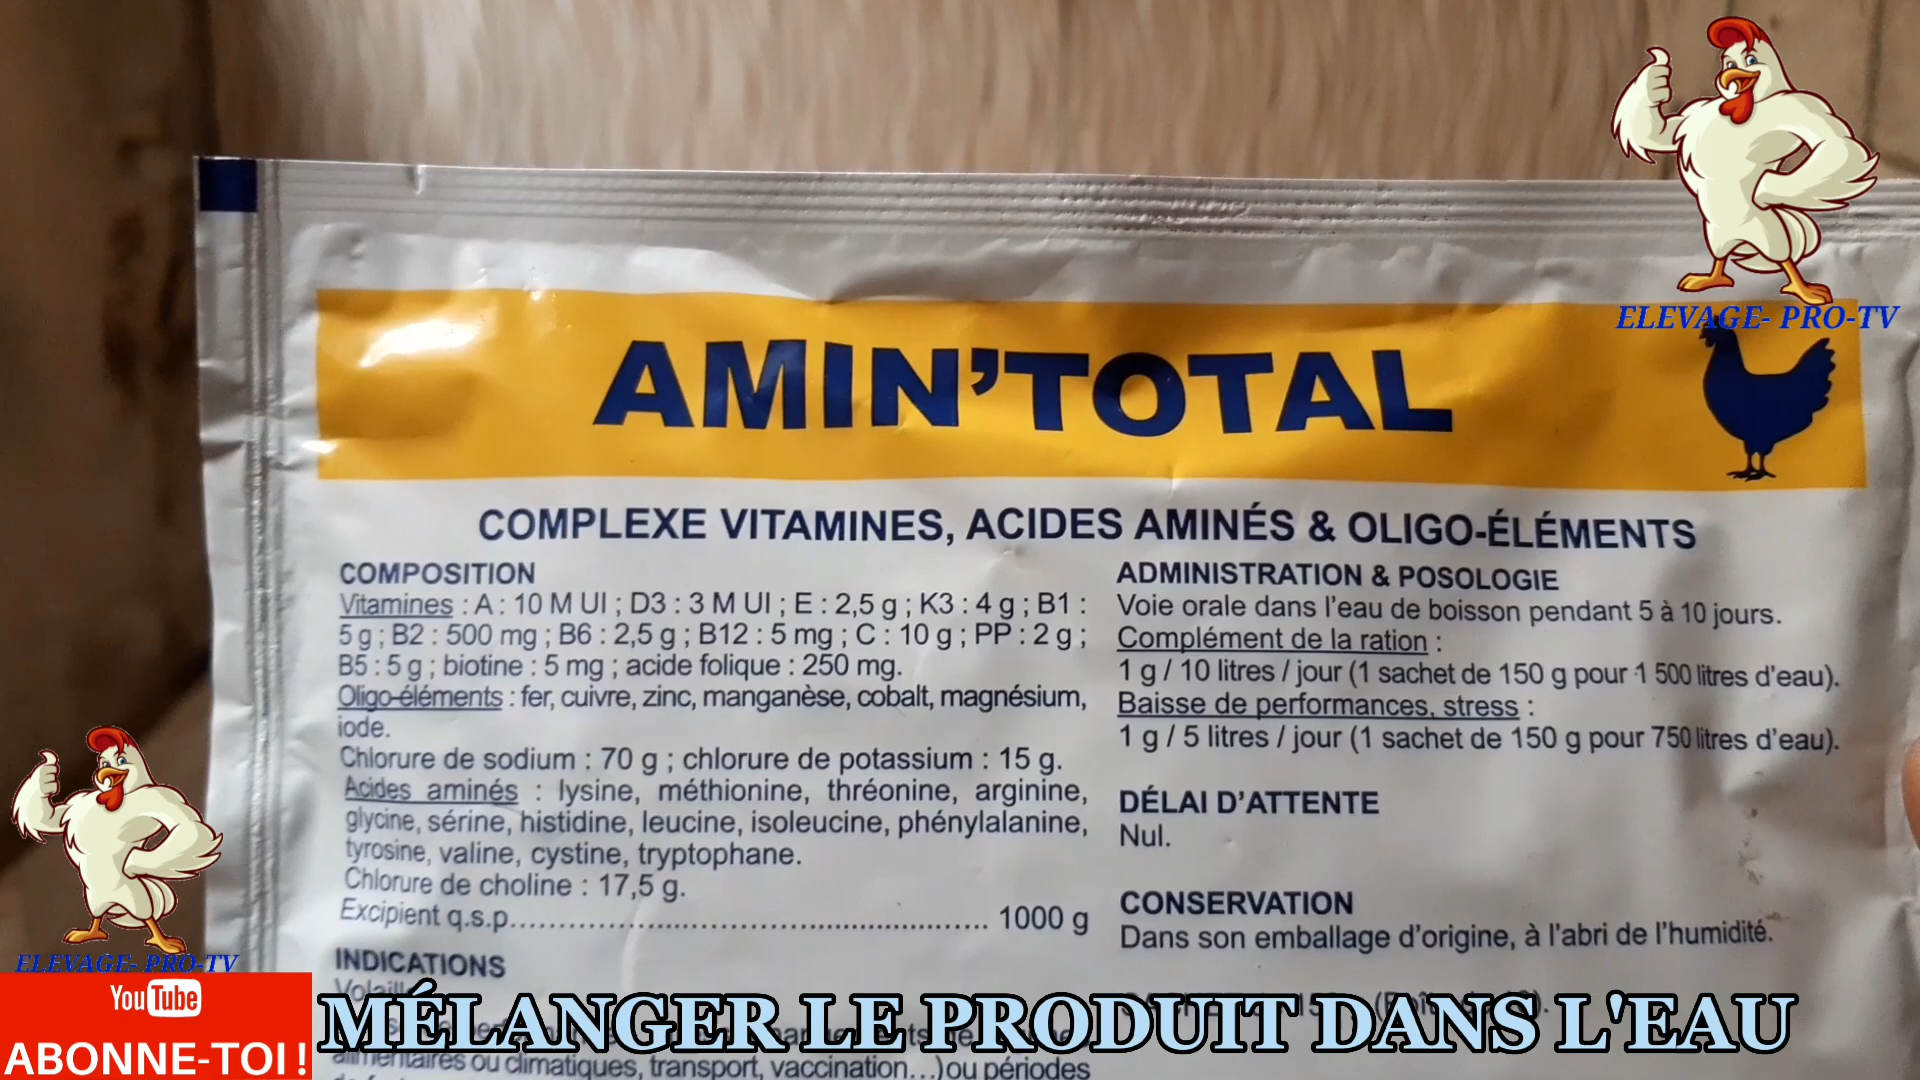 ELEVAGE- PRO-TV
AMIN'TOTAL
COMPLEXE VITAMINES, ACIDES AMINÉS & OLIGO-ÉLÉMENTS
COMPOSITION
Vitamines : A : 10 M UI ; D3 : 3 M UI ; E : 2,5 g ; K3 : 4 g ; B1 :
5 g ; B2 : 500 mg ; B6 : 2,5 g ; B12 : 5 mg ; C : 10 g ; PP : 2 g ;
B5 : 5 g ; biotine : 5 mg ; acide folique : 250 mg.
Oligo-éléments : fer, cuivre, zinc, manganèse, cobalt, magnésium,
iode.
Chlorure de sodium : 70 g ; chlorure de potassium : 15 g.
Acides aminés : lysine, méthionine, thréonine, arginine,
glycine, sérine, histidine, leucine, isoleucine, phénylalanine,
tyrosine, valine, cystine, tryptophane.
Chlorure de choline : 17,5 g.
Excipient q.s.p.................................................... 1000 g
INDICATIONS
alimentaires ou climatiques, transport, vaccination...)ou périodes
ADMINISTRATION & POSOLOGIE
Voie orale dans l'eau de boisson pendant 5 à 10 jours.
Complément de la ration :
1 g / 10 litres / jour (1 sachet de 150 g pour 1 500 litres d'eau).
Baisse de performances, stress :
1 g / 5 litres / jour (1 sachet de 150 g pour 750 litres d'eau).
DÉLAI D'ATTENTE
Nul.
CONSERVATION
Dans son emballage d'origine, à l'abri de l'humidité.
ELEVAGE- PRO-TV
YouTube
ABONNE-TOI !
MÉLANGER LE PRODUIT DANS L'EAU